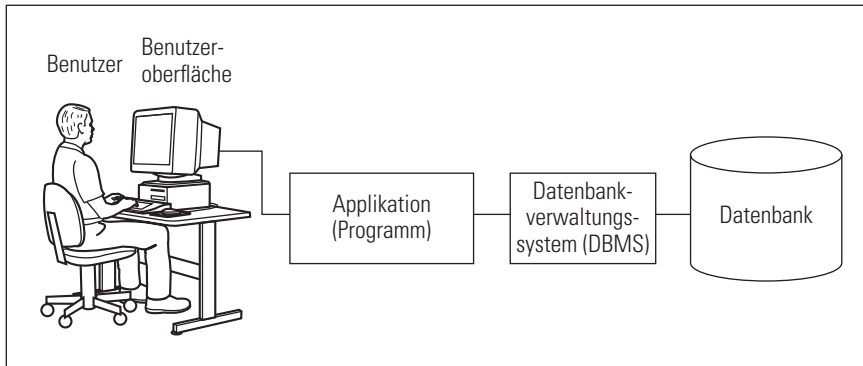 Benutzer
Benutzer-
oberfläche
Applikation
(Programm)
Datenbank-
verwaltungs-
system (DBMS)
Datenbank